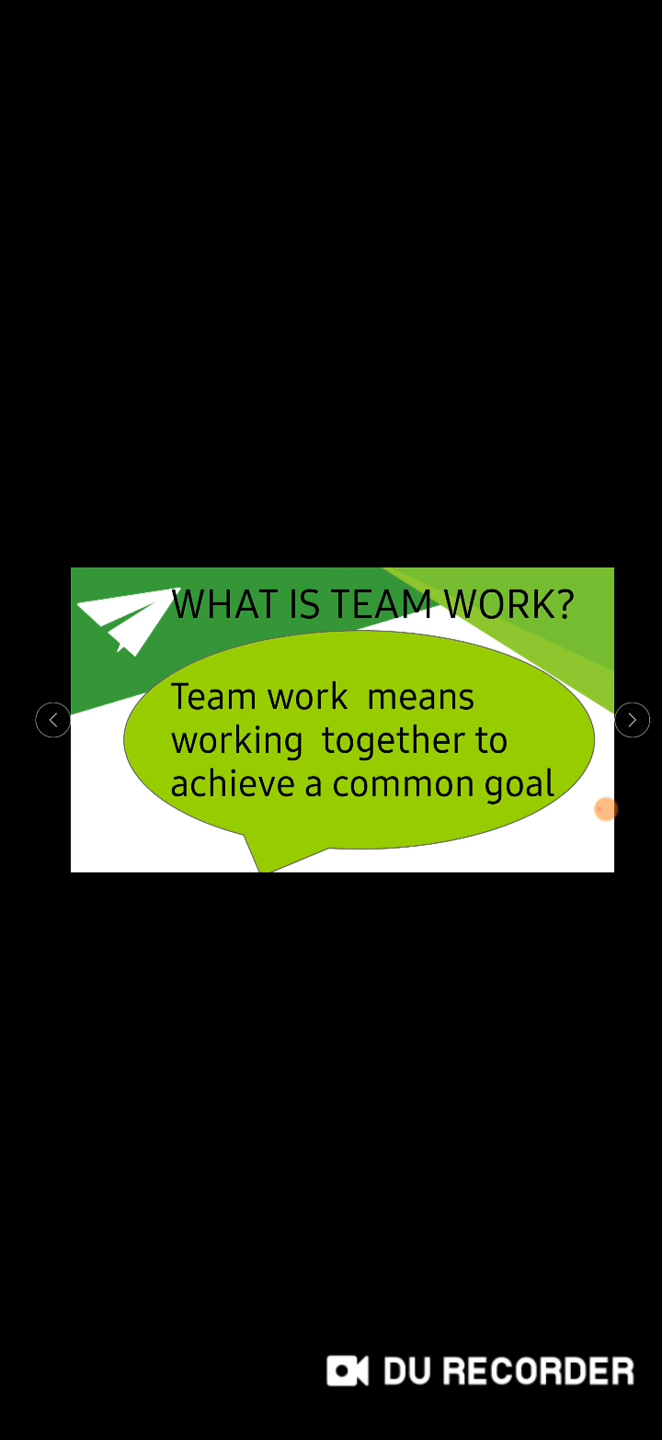 WHAT IS TEAM WORK?
Team work  means
working  together to
achieve a common goal
DU RECORDER